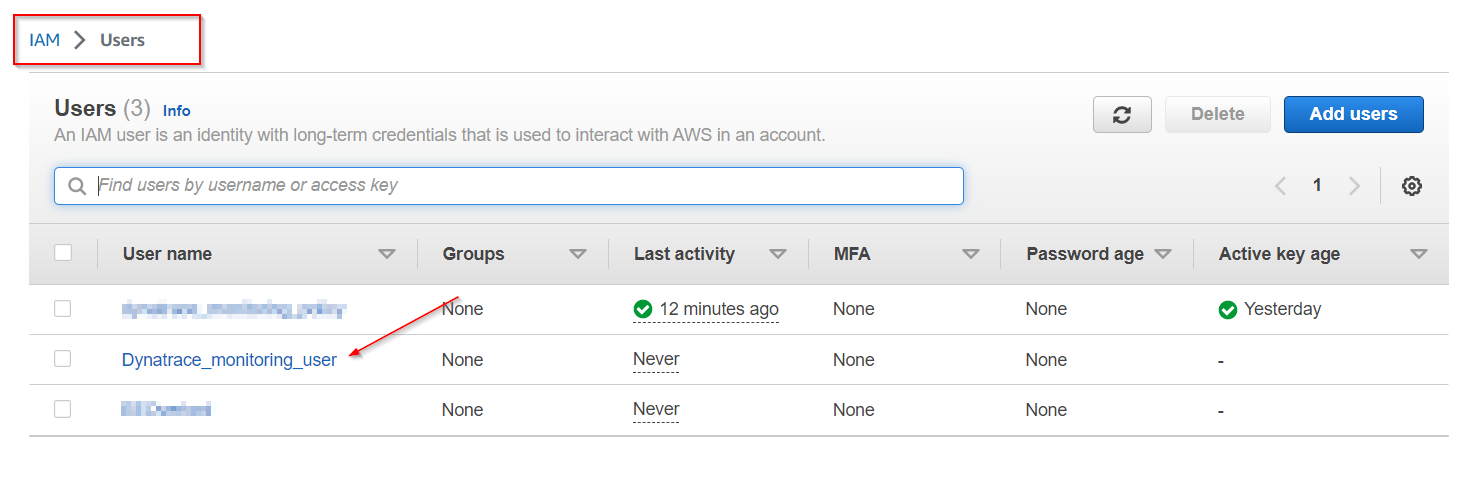 IAM > Users
Users (3) Info
An IAM user is an identity with long-term credentials that is used to interact with AWS in an account.
Delete
Add users
Find users by username or access key
1
User name Groups Last activity MFA Password age Active key age
None 12 minutes ago None None Yesterday
Dynatrace_monitoring_user None Never None None -
None Never None None -